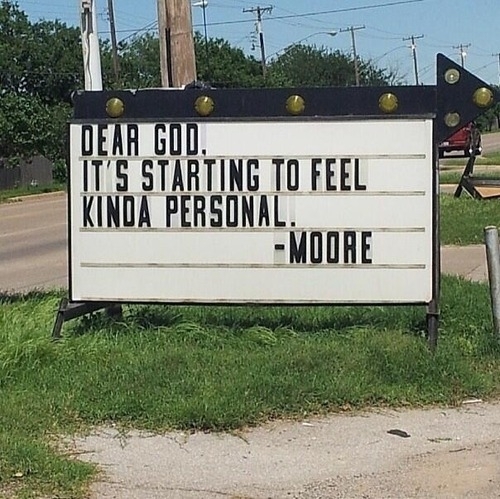 DEAR GOD,
IT'S STARTING TO FEEL
KINDA PERSONAL.
-MOORE